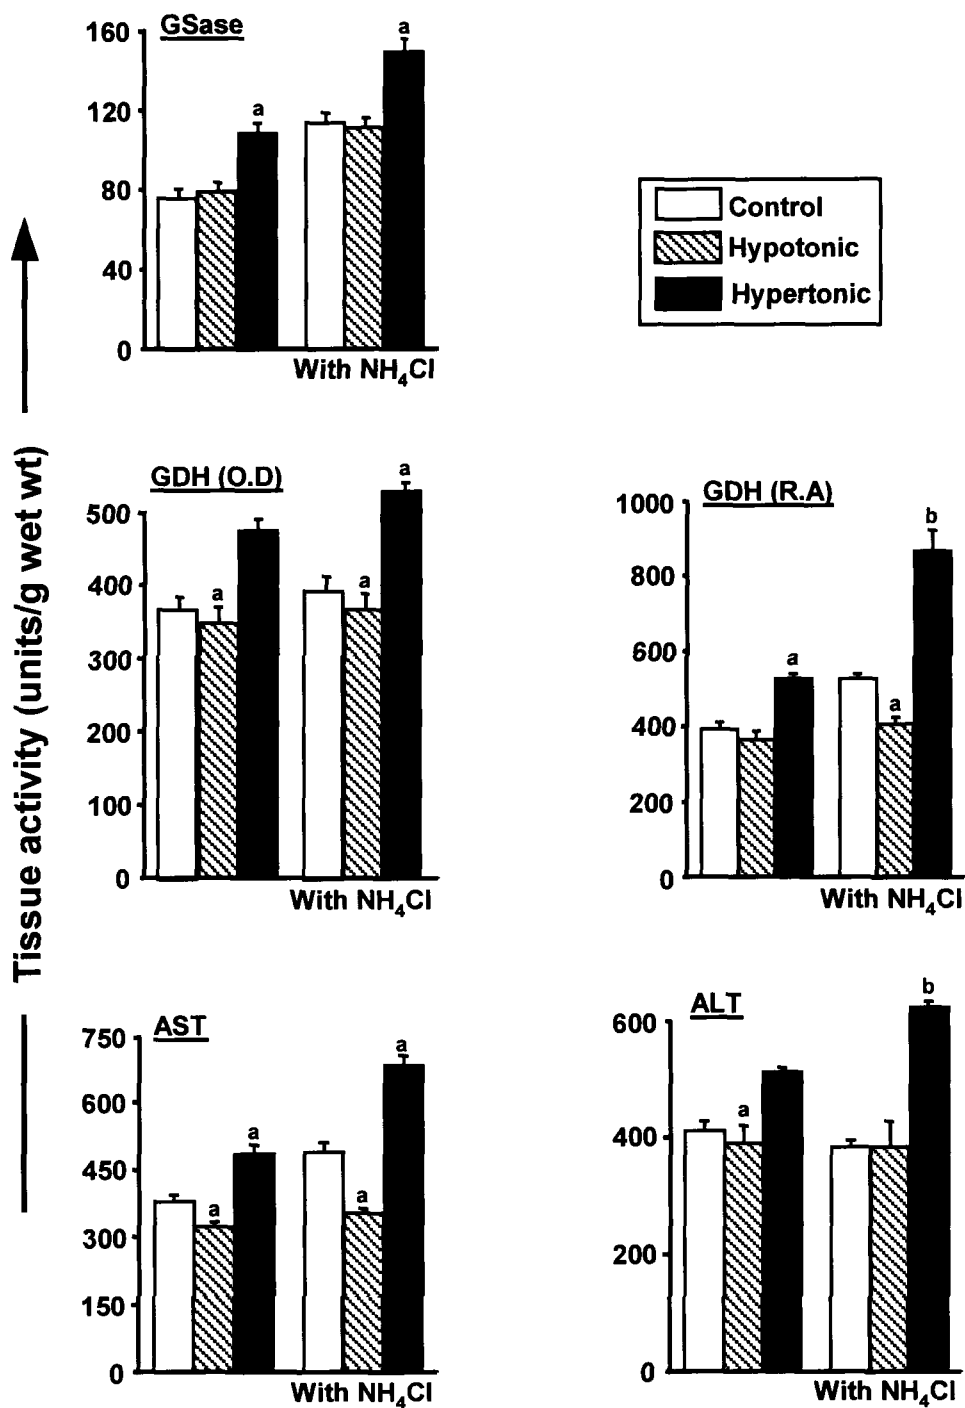 Tissue activity (units/g wet wt)
GSase
160
120
80
40
0
a
a
With NH₄Cl
Control
Hypotonic
Hypertonic
GDH (O.D)
500
400
300
200
100
0
a
a
a
With NH₄Cl
GDH (R.A)
1000
800
600
400
200
0
a
a
b
With NH₄Cl
AST
750
600
450
300
150
0
a
a
a
a
With NH₄Cl
ALT
600
400
200
0
a
b
With NH₄Cl